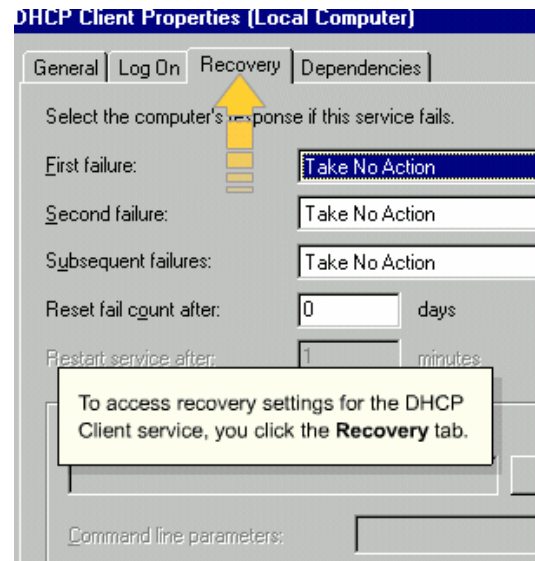 DHCP Client Properties (Local Computer)
General Log On Recovery Dependencies
Select the computer's response if this service fails.
First failure: Take No Action
Second failure: Take No Action
Subsequent failures: Take No Action
Reset fail count after: 0 days
Restart service after: 1 minutes
To access recovery settings for the DHCP
Client service, you click the Recovery tab.
Command line parameters: